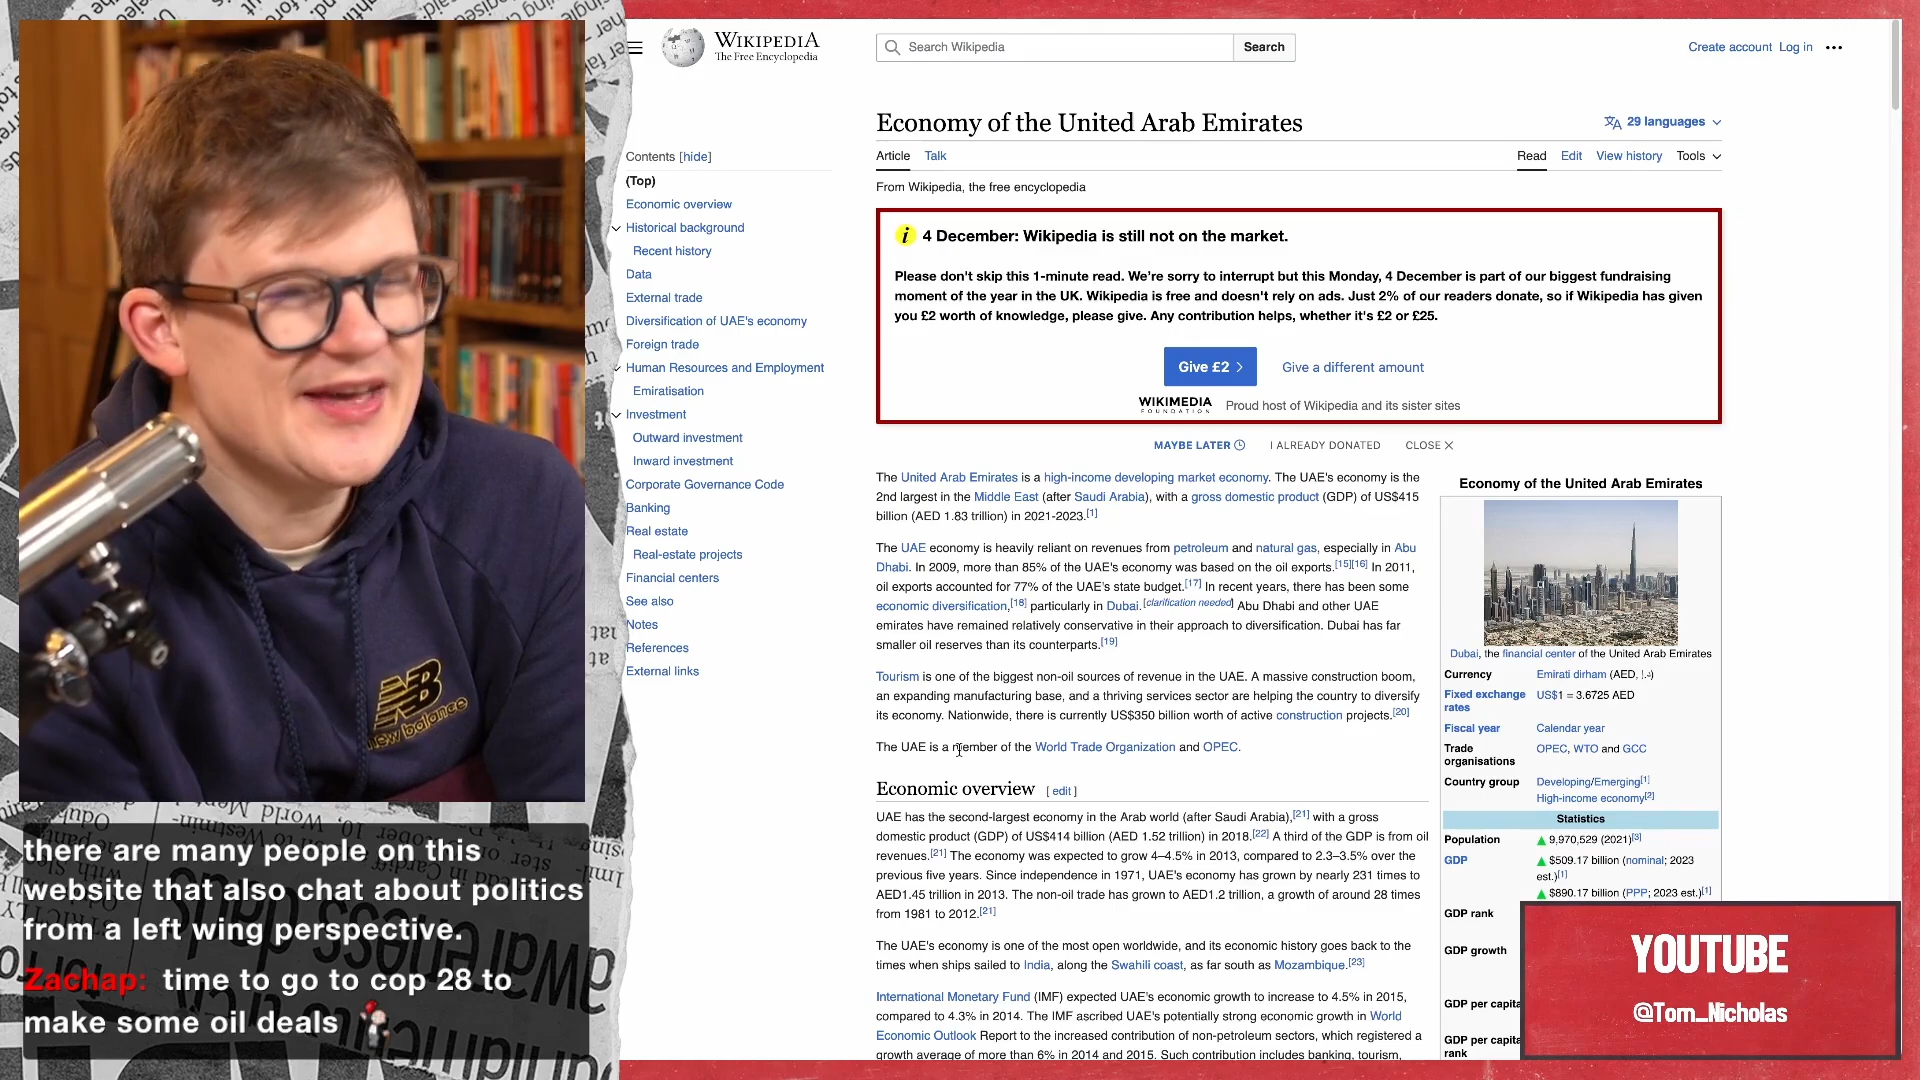 WIKIPEDIA
The Free Encyclopedia
Search Wikipedia
Search
Create account Log in
Economy of the United Arab Emirates
29 languages
Article Talk
Read Edit View history Tools
From Wikipedia, the free encyclopedia
Contents [hide]
(Top)
Economic overview
Historical background
Recent history
Data
External trade
Diversification of UAE's economy
Foreign trade
Human Resources and Employment
Emiratisation
Investment
Outward investment
Inward investment
Corporate Governance Code
Banking
Real estate
Real-estate projects
Financial centers
See also
Notes
References
External links
4 December: Wikipedia is still not on the market.
Please don't skip this 1-minute read. We're sorry to interrupt but this Monday, 4 December is part of our biggest fundraising
moment of the year in the UK. Wikipedia is free and doesn't rely on ads. Just 2% of our readers donate, so if Wikipedia has given
you £2 worth of knowledge, please give. Any contribution helps, whether it's £2 or £25.
Give £2
Give a different amount
WIKIMEDIA
FOUNDATION
Proud host of Wikipedia and its sister sites
MAYBE LATER
I ALREADY DONATED
CLOSE X
The United Arab Emirates is a high-income developing market economy. The UAE's economy is the
2nd largest in the Middle East (after Saudi Arabia), with a gross domestic product (GDP) of US$415
billion (AED 1.83 trillion) in 2021-2023.[1]
The UAE economy is heavily reliant on revenues from petroleum and natural gas, especially in Abu
Dhabi. In 2009, more than 85% of the UAE's economy was based on the oil exports.[15][16] In 2011,
oil exports accounted for 77% of the UAE's state budget.[17] In recent years, there has been some
economic diversification,[18] particularly in Dubai.[clarification needed] Abu Dhabi and other UAE
emirates have remained relatively conservative in their approach to diversification. Dubai has far
smaller oil reserves than its counterparts.[19]
Tourism is one of the biggest non-oil sources of revenue in the UAE. A massive construction boom,
an expanding manufacturing base, and a thriving services sector are helping the country to diversify
its economy. Nationwide, there is currently US$350 billion worth of active construction projects.[20]
The UAE is a member of the World Trade Organization and OPEC.
Economic overview [ edit ]
UAE has the second-largest economy in the Arab world (after Saudi Arabia),[21] with a gross
domestic product (GDP) of US$414 billion (AED 1.52 trillion) in 2018.[22] A third of the GDP is from oil
revenues.[21] The economy was expected to grow 4–4.5% in 2013, compared to 2.3–3.5% over the
previous five years. Since independence in 1971, UAE's economy has grown by nearly 231 times to
AED1.45 trillion in 2013. The non-oil trade has grown to AED1.2 trillion, a growth of around 28 times
from 1981 to 2012.[21]
The UAE's economy is one of the most open worldwide, and its economic history goes back to the
times when ships sailed to India, along the Swahili coast, as far south as Mozambique.[23]
International Monetary Fund (IMF) expected UAE's economic growth to increase to 4.5% in 2015,
compared to 4.3% in 2014. The IMF ascribed UAE's potentially strong economic growth in World
Economic Outlook Report to the increased contribution of non-petroleum sectors, which registered a
growth average of more than 6% in 2014 and 2015. Such contribution includes banking, tourism,
Economy of the United Arab Emirates
Dubai, the financial center of the United Arab Emirates
Currency Emirati dirham (AED,
Fixed exchange US$1 = 3.6725 AED
rates
Fiscal year Calendar year
Trade OPEC, WTO and GCC
organisations
Country group Developing/Emerging[1]
High-income economy[2]
Statistics
Population 9,970,529 (2021)[3]
GDP $509.17 billion (nominal; 2023
est.)[1]
$890.17 billion (PPP; 2023 est.)[1]
GDP rank
GDP growth
GDP per capita
GDP per capita
rank
YOUTUBE
@Tom_Nicholas
new balance
there are many people on this
website that also chat about politics
from a left wing perspective.
Zachap: time to go to cop 28 to
make some oil deals